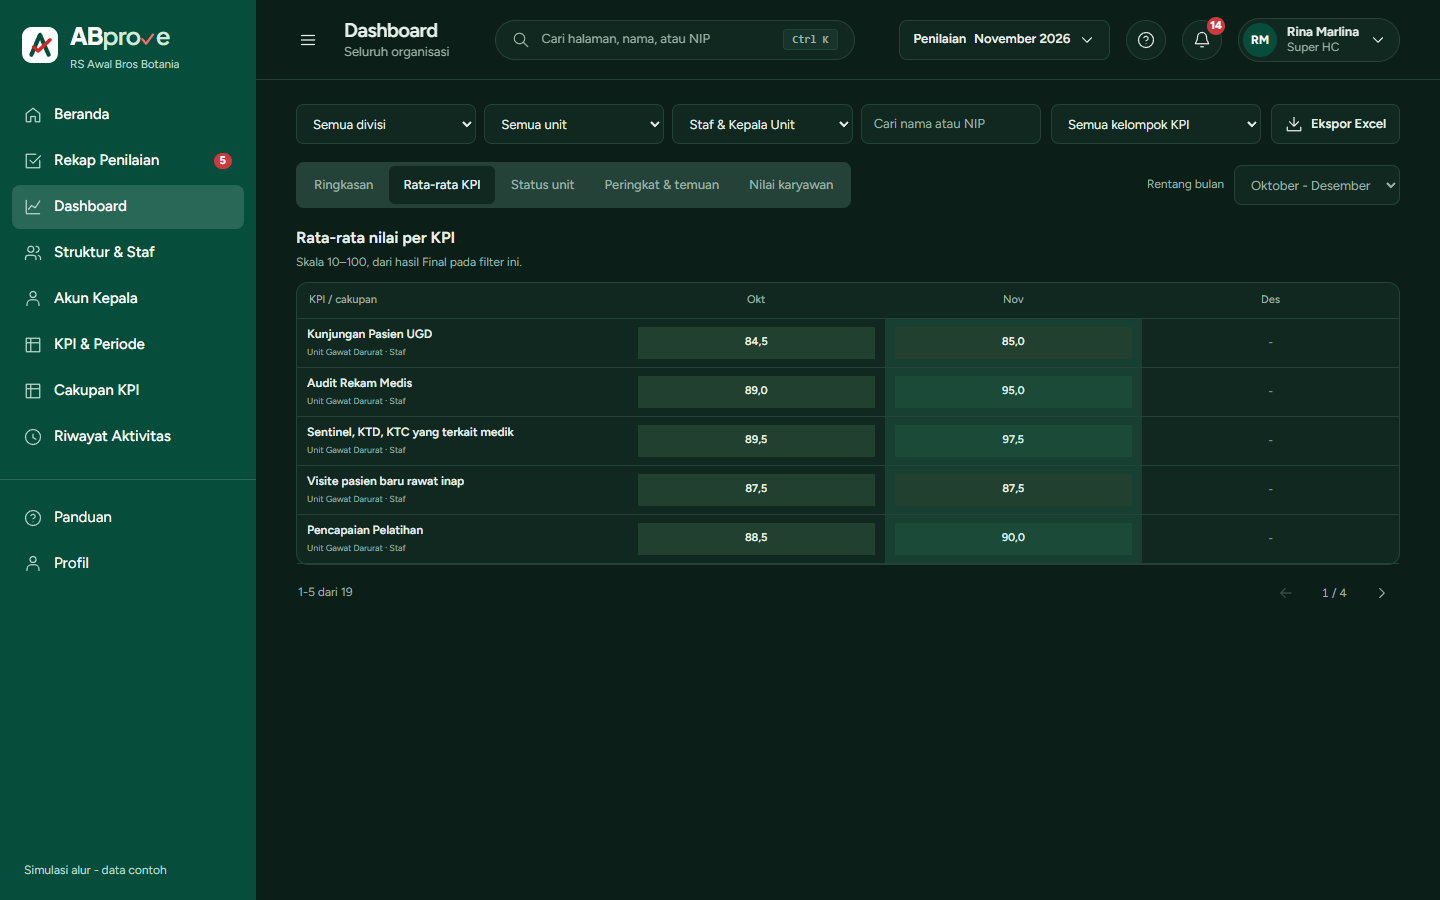 ABprove
RS Awal Bros Botania
Beranda
Rekap Penilaian 5
Dashboard
Struktur & Staf
Akun Kepala
KPI & Periode
Cakupan KPI
Riwayat Aktivitas
Panduan
Profil
Simulasi alur - data contoh
Dashboard
Seluruh organisasi
Cari halaman, nama, atau NIP Ctrl K
Penilaian November 2026
14
RM
Rina Marlina
Super HC
Semua divisi
Semua unit
Staf & Kepala Unit
Cari nama atau NIP
Semua kelompok KPI
Ekspor Excel
Ringkasan
Rata-rata KPI
Status unit
Peringkat & temuan
Nilai karyawan
Rentang bulan
Oktober - Desember
Rata-rata nilai per KPI
Skala 10–100, dari hasil Final pada filter ini.
KPI / cakupan Okt Nov Des
Kunjungan Pasien UGD
Unit Gawat Darurat · Staf
84,5 85,0 -
Audit Rekam Medis
Unit Gawat Darurat · Staf
89,0 95,0 -
Sentinel, KTD, KTC yang terkait medik
Unit Gawat Darurat · Staf
89,5 97,5 -
Visite pasien baru rawat inap
Unit Gawat Darurat · Staf
87,5 87,5 -
Pencapaian Pelatihan
Unit Gawat Darurat · Staf
88,5 90,0 -
1-5 dari 19
1 / 4